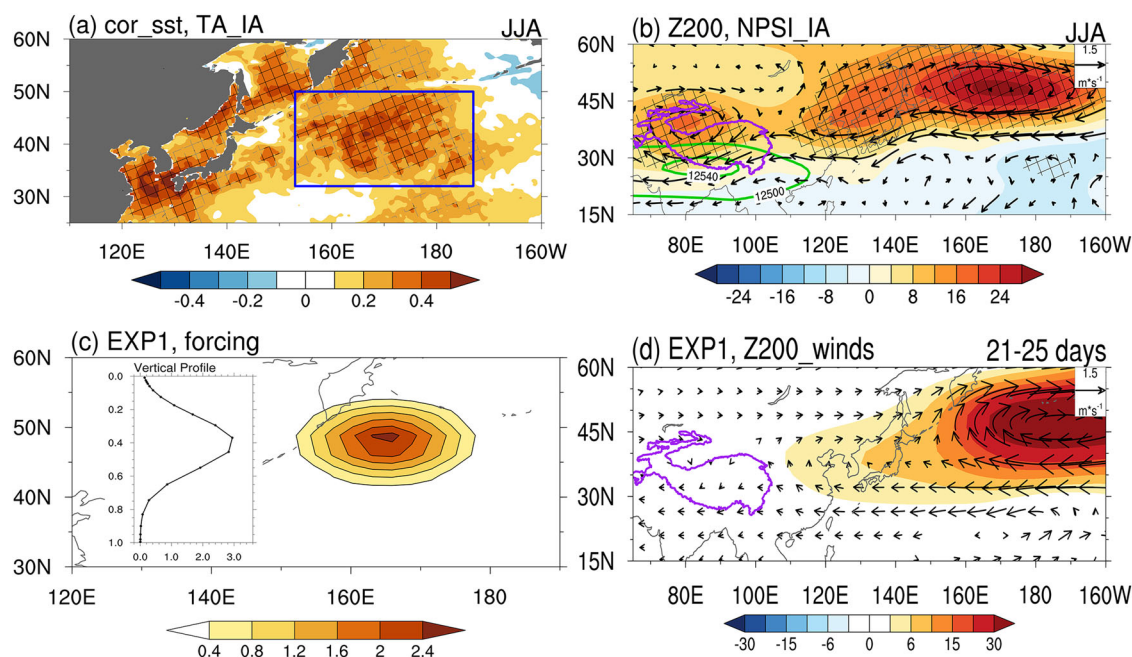 (a) cor_sst, TA_IA JJA
60N
50N
40N
30N
120E 140E 160E 180 160W
-0.4 -0.2 0 0.2 0.4
(b) Z200, NPSI_IA JJA
1.5
m*s⁻¹
60N
45N
30N
15N
12540
12500
80E 100E 120E 140E 160E 180 160W
-24 -16 -8 0 8 16 24
(c) EXP1, forcing
60N
50N
40N
30N
Vertical Profile
0.0
0.2
0.4
0.6
0.8
1.0
0.0 1.0 2.0 3.0
120E 140E 160E 180
0.4 0.8 1.2 1.6 2 2.4
(d) EXP1, Z200_winds 21-25 days
1.5
m*s⁻¹
60N
45N
30N
15N
80E 100E 120E 140E 160E 180 160W
-30 -15 -6 0 6 15 30